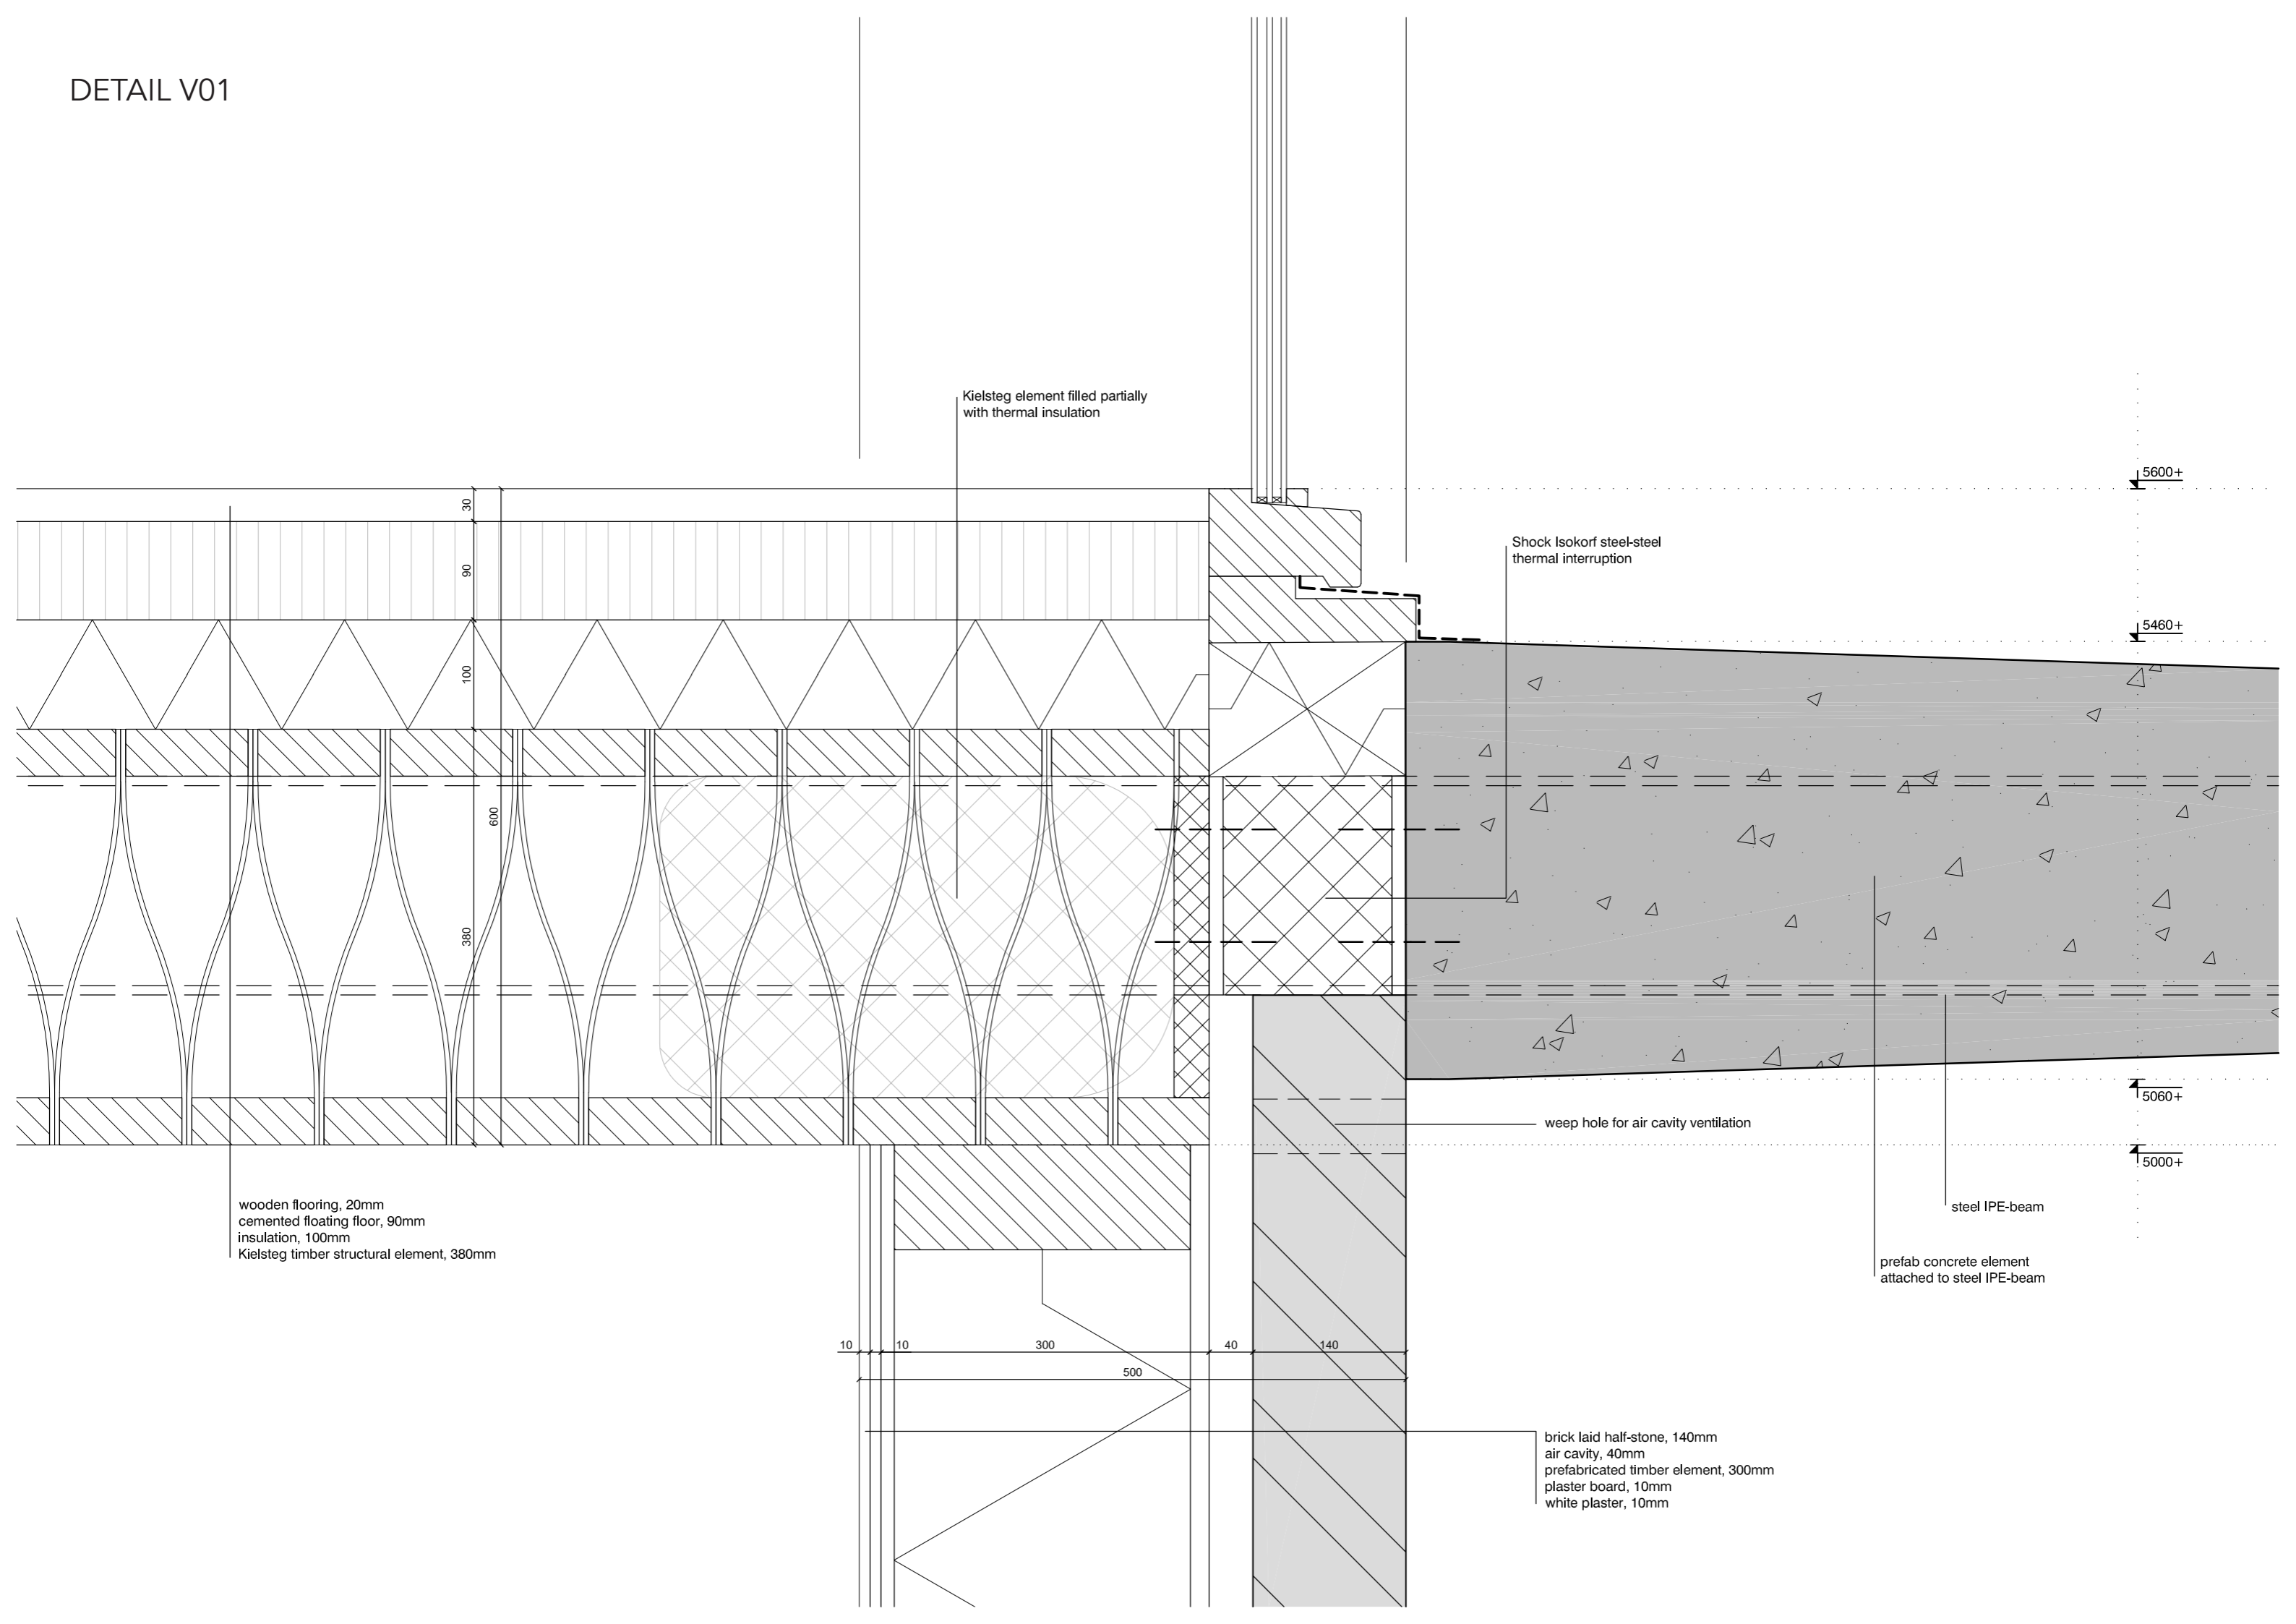 DETAIL V01
Kielsteg element filled partially
with thermal insulation
5600+
30
Shock Isokorf steel-steel
thermal interruption
90
5460+
100
600
380
5060+
weep hole for air cavity ventilation
5000+
wooden flooring, 20mm
cemented floating floor, 90mm
insulation, 100mm
Kielsteg timber structural element, 380mm
steel IPE-beam
prefab concrete element
attached to steel IPE-beam
10 10 300 40 140
500
brick laid half-stone, 140mm
air cavity, 40mm
prefabricated timber element, 300mm
plaster board, 10mm
white plaster, 10mm